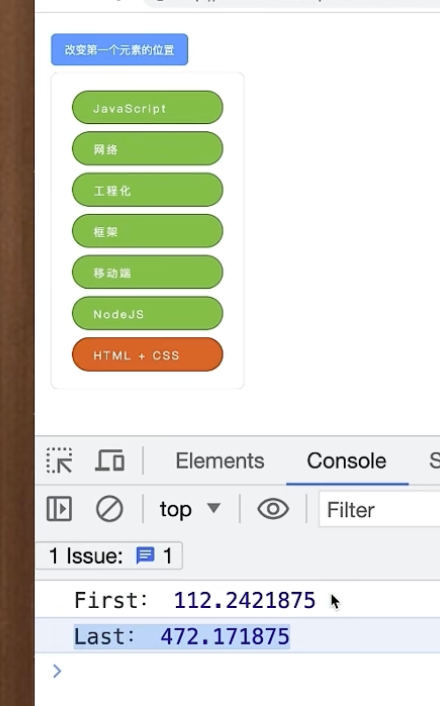 改变第一个元素的位置
JavaScript
网络
工程化
框架
移动端
NodeJS
HTML + CSS
Elements
Console
top
Filter
1 Issue: 1
First: 112.2421875
Last: 472.171875